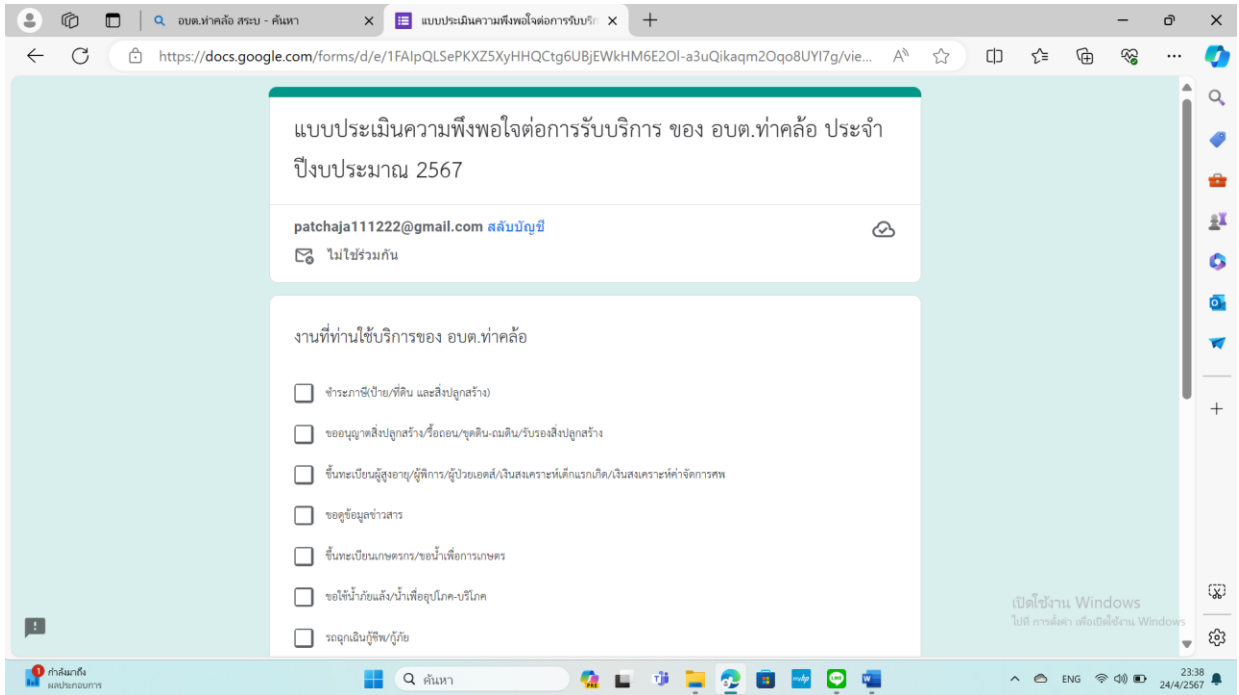 อบต.ท่าคล้อ สระบ - ค้นหา
แบบประเมินความพึงพอใจต่อการรับบริก
https://docs.google.com/forms/d/e/1FAIpQLSePKXZ5XyHHQCtg6UBjEWkHM6E2Ol-a3uQikaqm2Oqo8UYI7g/vie...
แบบประเมินความพึงพอใจต่อการรับบริการ ของ อบต.ท่าคล้อ ประจำ
ปีงบประมาณ 2567
patchaja111222@gmail.com สลับบัญชี
ไม่ใช้ร่วมกัน
งานที่ท่านใช้บริการของ อบต.ท่าคล้อ
ชำระภาษี(ป้าย/ที่ดิน และสิ่งปลูกสร้าง)
ขออนุญาตสิ่งปลูกสร้าง/รื้อถอน/ขุดดิน-ถมดิน/รับรองสิ่งปลูกสร้าง
ขึ้นทะเบียนผู้สูงอายุ/ผู้พิการ/ผู้ป่วยเอดส์/เงินสงเคราะห์เด็กแรกเกิด/เงินสงเคราะห์ค่าจัดการศพ
ขอดูข้อมูลข่าวสาร
ขึ้นทะเบียนเกษตรกร/ขอน้ำเพื่อการเกษตร
ขอใช้น้ำภัยแล้ง/น้ำเพื่ออุปโภค-บริโภค
รถฉุกเฉินกู้ชีพ/กู้ภัย
เปิดใช้งาน Windows
ไปที่ การตั้งค่า เพื่อเปิดใช้งาน Windows
1
กำลังมาถึง
ผลประกอบการ
ค้นหา
ENG
23:38
24/4/2567